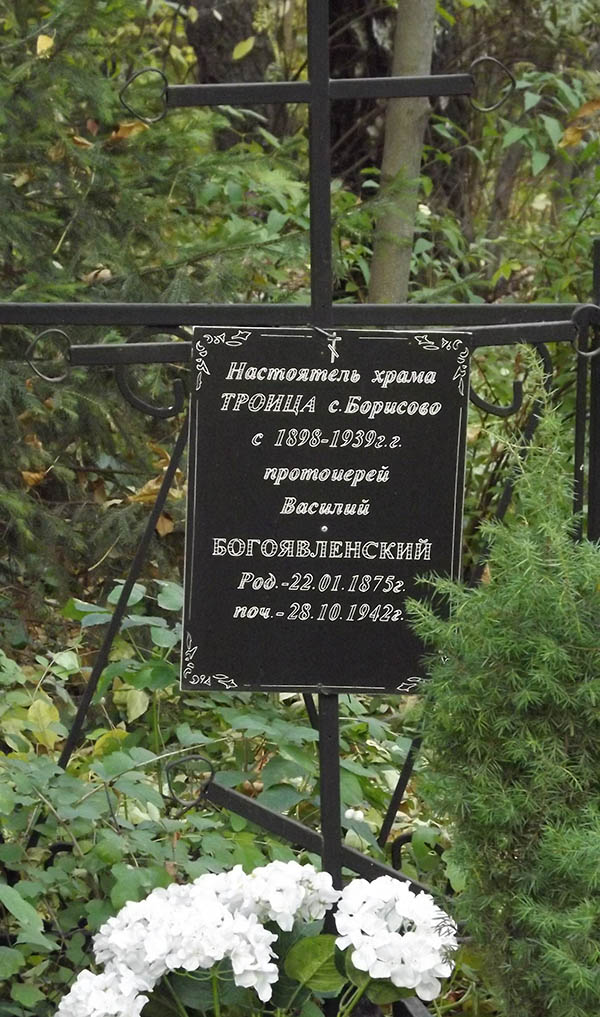 Настоятель храма
ТРОИЦА с.Борисово
с 1898-1939г.г.
протоиерей
Василий
БОГОЯВЛЕНСКИЙ
Род.-22.01.1875г.
поч.-28.10.1942г.